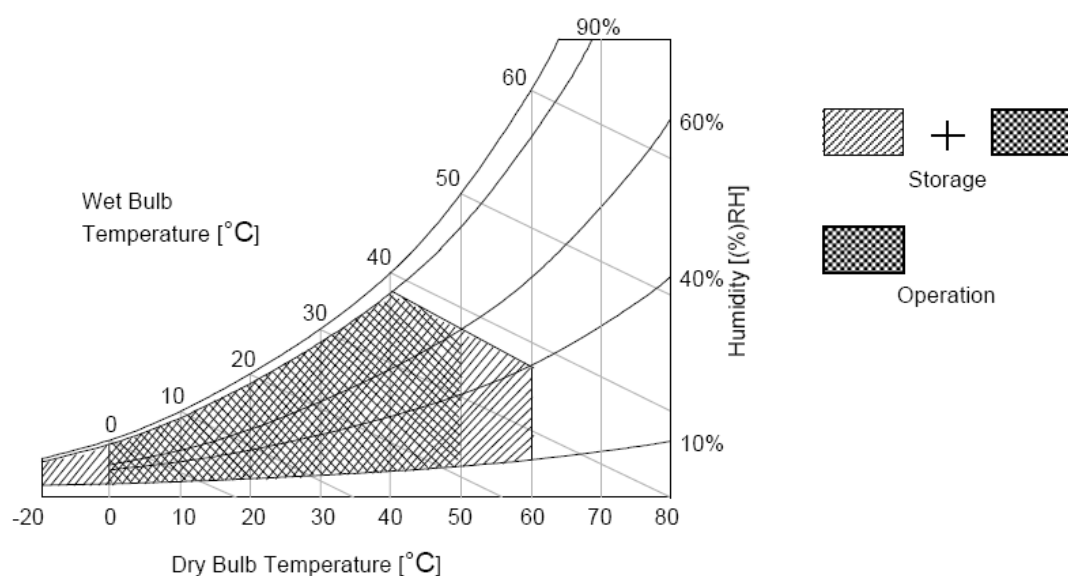 90%
60
60%
50
Wet Bulb
Temperature [°C]
Storage
40
40%
Humidity [(%)RH]
Operation
30
20
10
0
10%
-20 0 10 20 30 40 50 60 70 80
Dry Bulb Temperature [°C]